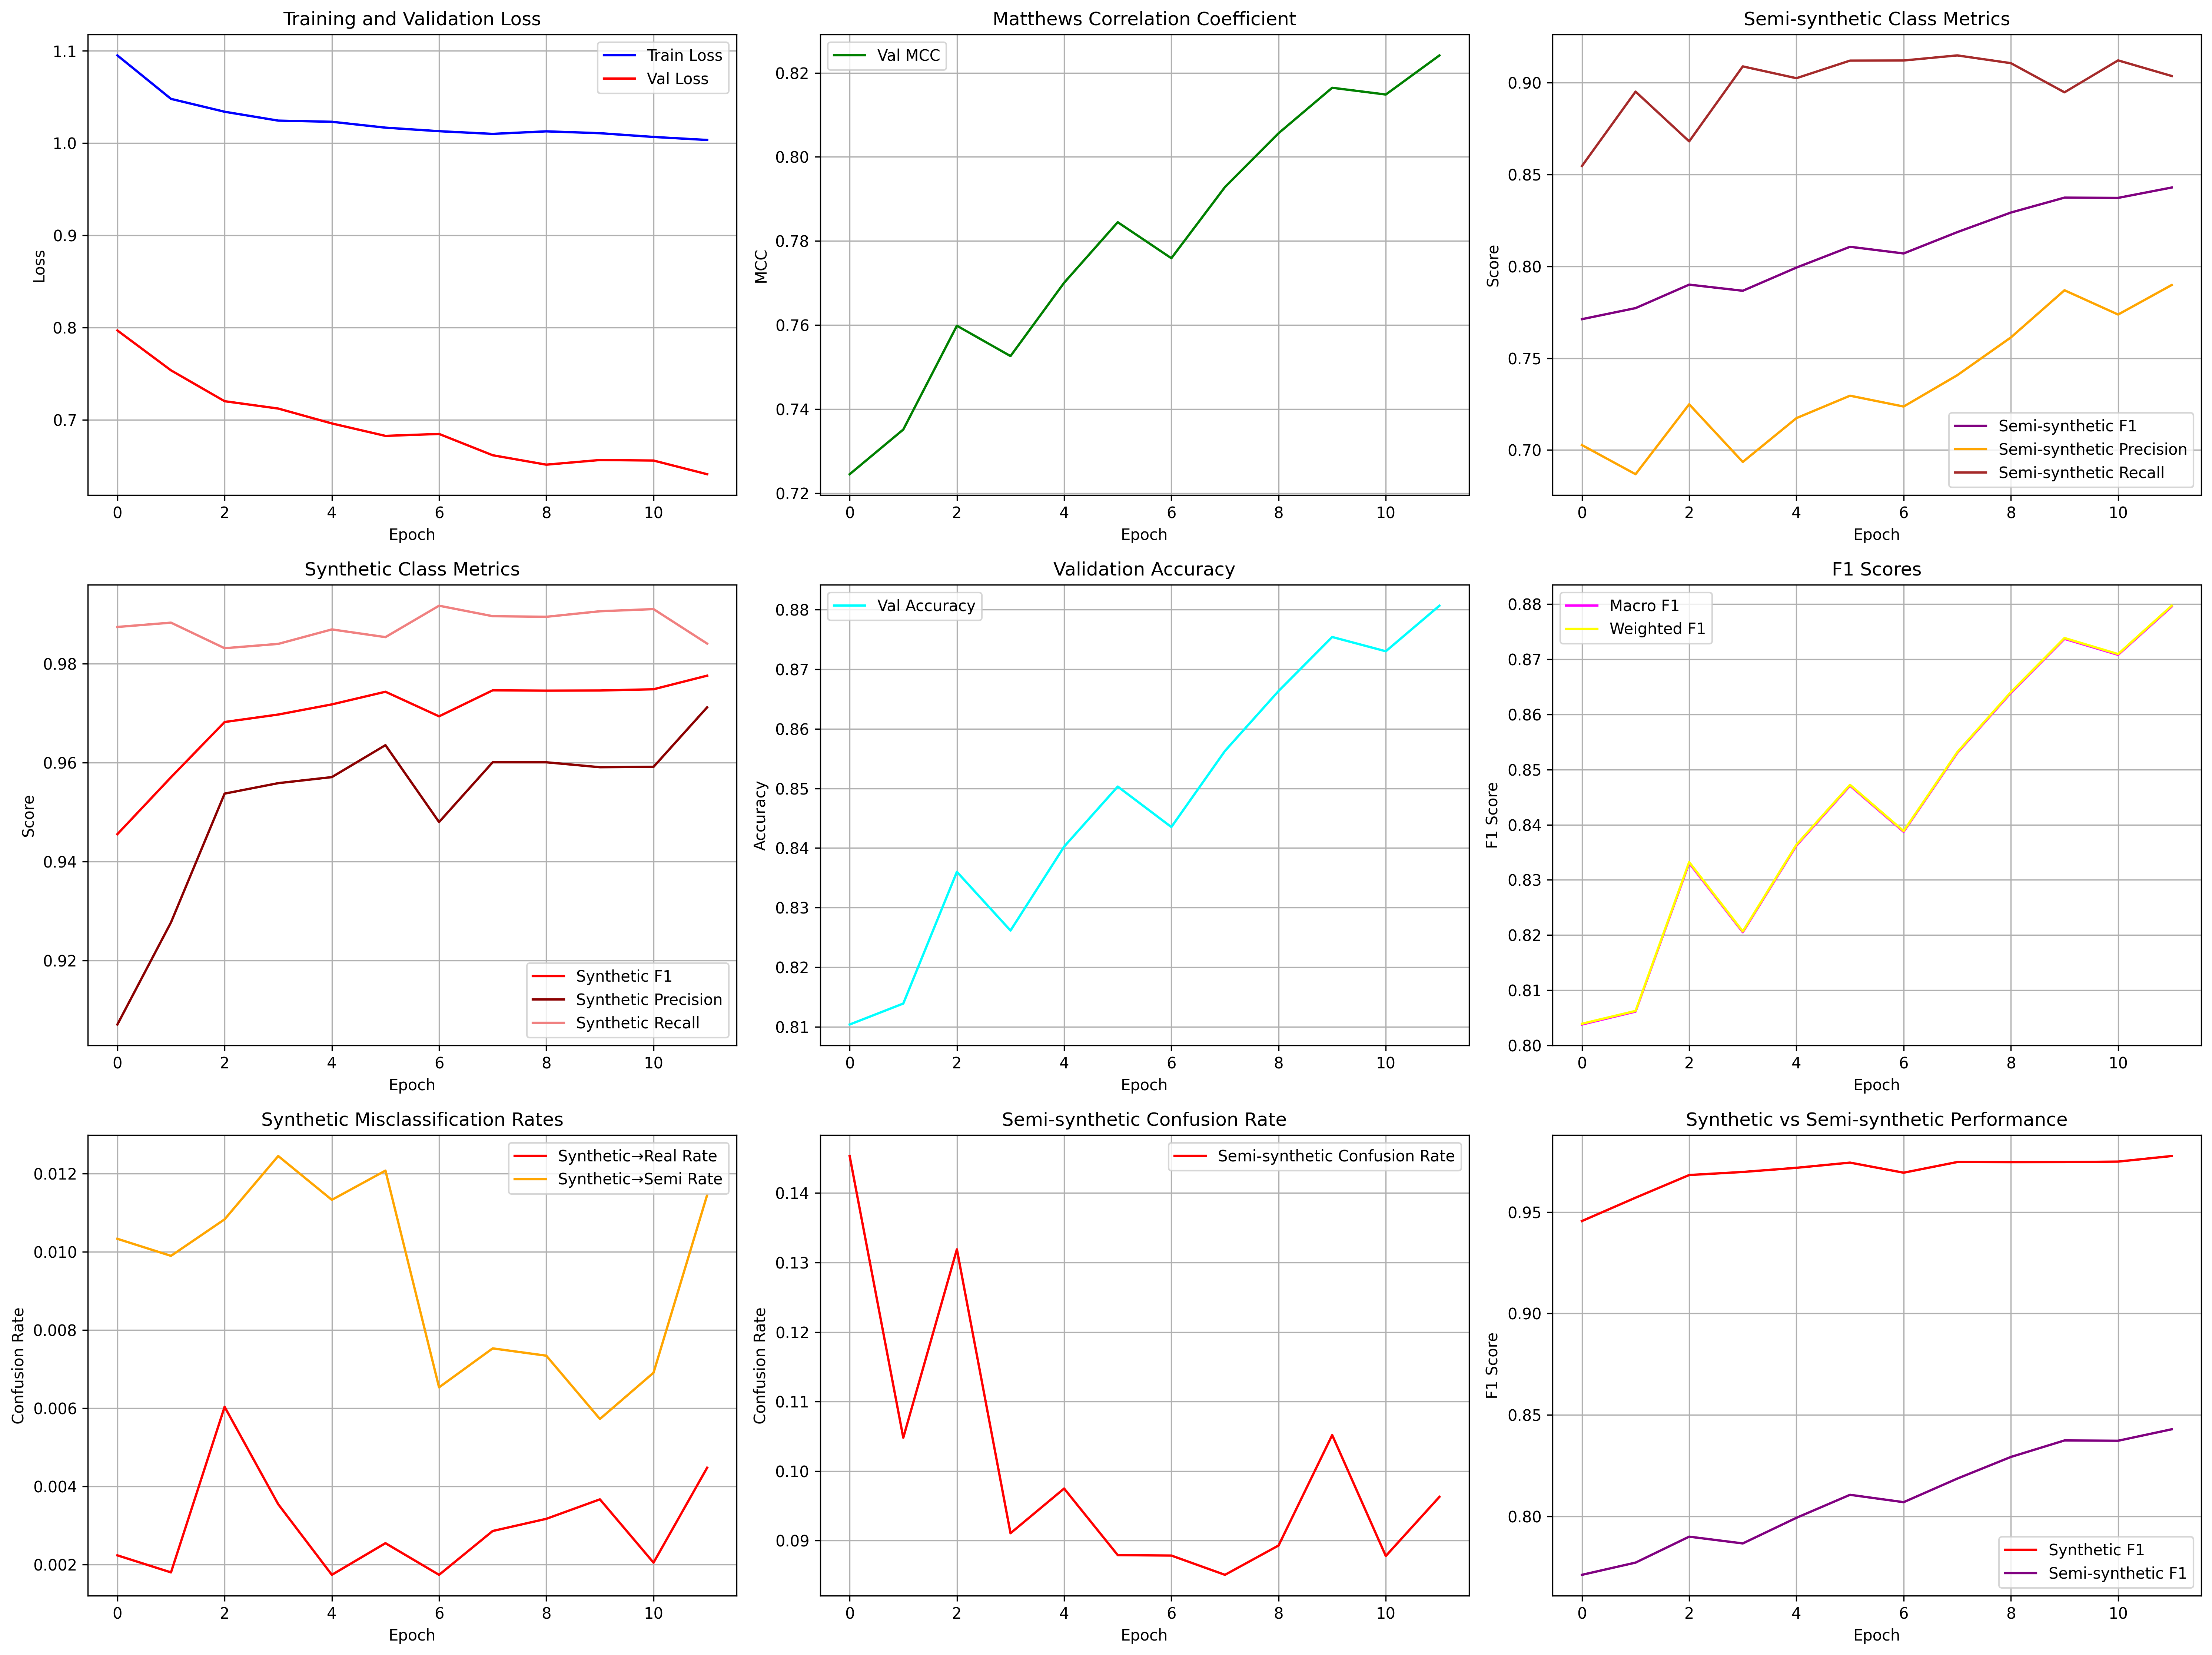 Training and Validation Loss
1.1
1.0
0.9
0.8
0.7
Loss
0 2 4 6 8 10
Epoch
Train Loss
Val Loss
Matthews Correlation Coefficient
0.82
0.80
0.78
0.76
0.74
0.72
MCC
0 2 4 6 8 10
Epoch
Val MCC
Semi-synthetic Class Metrics
0.90
0.85
0.80
0.75
0.70
Score
0 2 4 6 8 10
Epoch
Semi-synthetic F1
Semi-synthetic Precision
Semi-synthetic Recall
Synthetic Class Metrics
0.98
0.96
0.94
0.92
Score
0 2 4 6 8 10
Epoch
Synthetic F1
Synthetic Precision
Synthetic Recall
Validation Accuracy
0.88
0.87
0.86
0.85
0.84
0.83
0.82
0.81
Accuracy
0 2 4 6 8 10
Epoch
Val Accuracy
F1 Scores
0.88
0.87
0.86
0.85
0.84
0.83
0.82
0.81
0.80
F1 Score
0 2 4 6 8 10
Epoch
Macro F1
Weighted F1
Synthetic Misclassification Rates
0.012
0.010
0.008
0.006
0.004
0.002
Confusion Rate
0 2 4 6 8 10
Epoch
Synthetic→Real Rate
Synthetic→Semi Rate
Semi-synthetic Confusion Rate
0.14
0.13
0.12
0.11
0.10
0.09
Confusion Rate
0 2 4 6 8 10
Epoch
Semi-synthetic Confusion Rate
Synthetic vs Semi-synthetic Performance
0.95
0.90
0.85
0.80
F1 Score
0 2 4 6 8 10
Epoch
Synthetic F1
Semi-synthetic F1